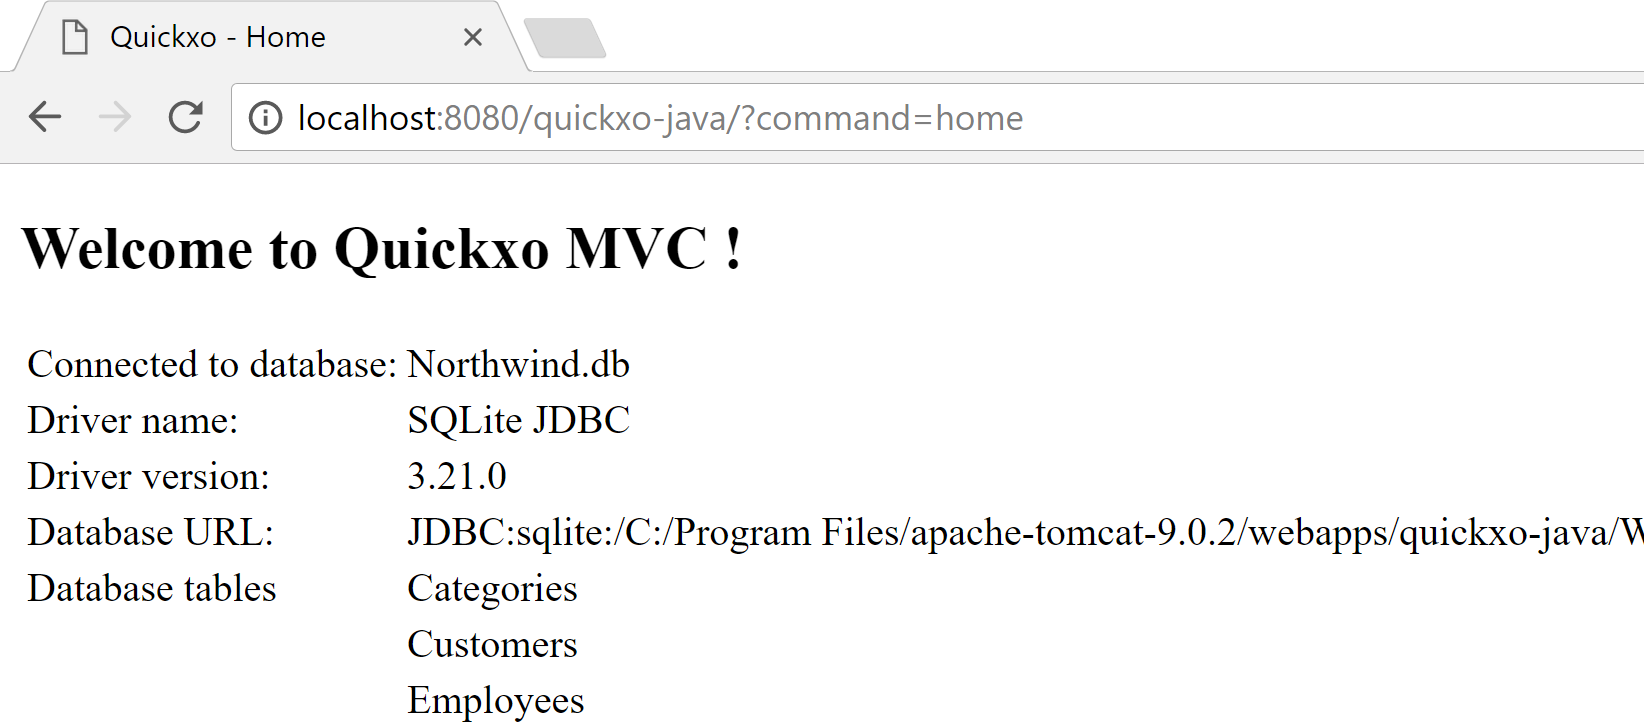 Quickxo - Home
localhost:8080/quickxo-java/?command=home
Welcome to Quickxo MVC !
Connected to database: Northwind.db
Driver name: SQLite JDBC
Driver version: 3.21.0
Database URL: JDBC:sqlite:/C:/Program Files/apache-tomcat-9.0.2/webapps/quickxo-java/W
Database tables Categories
Customers
Employees